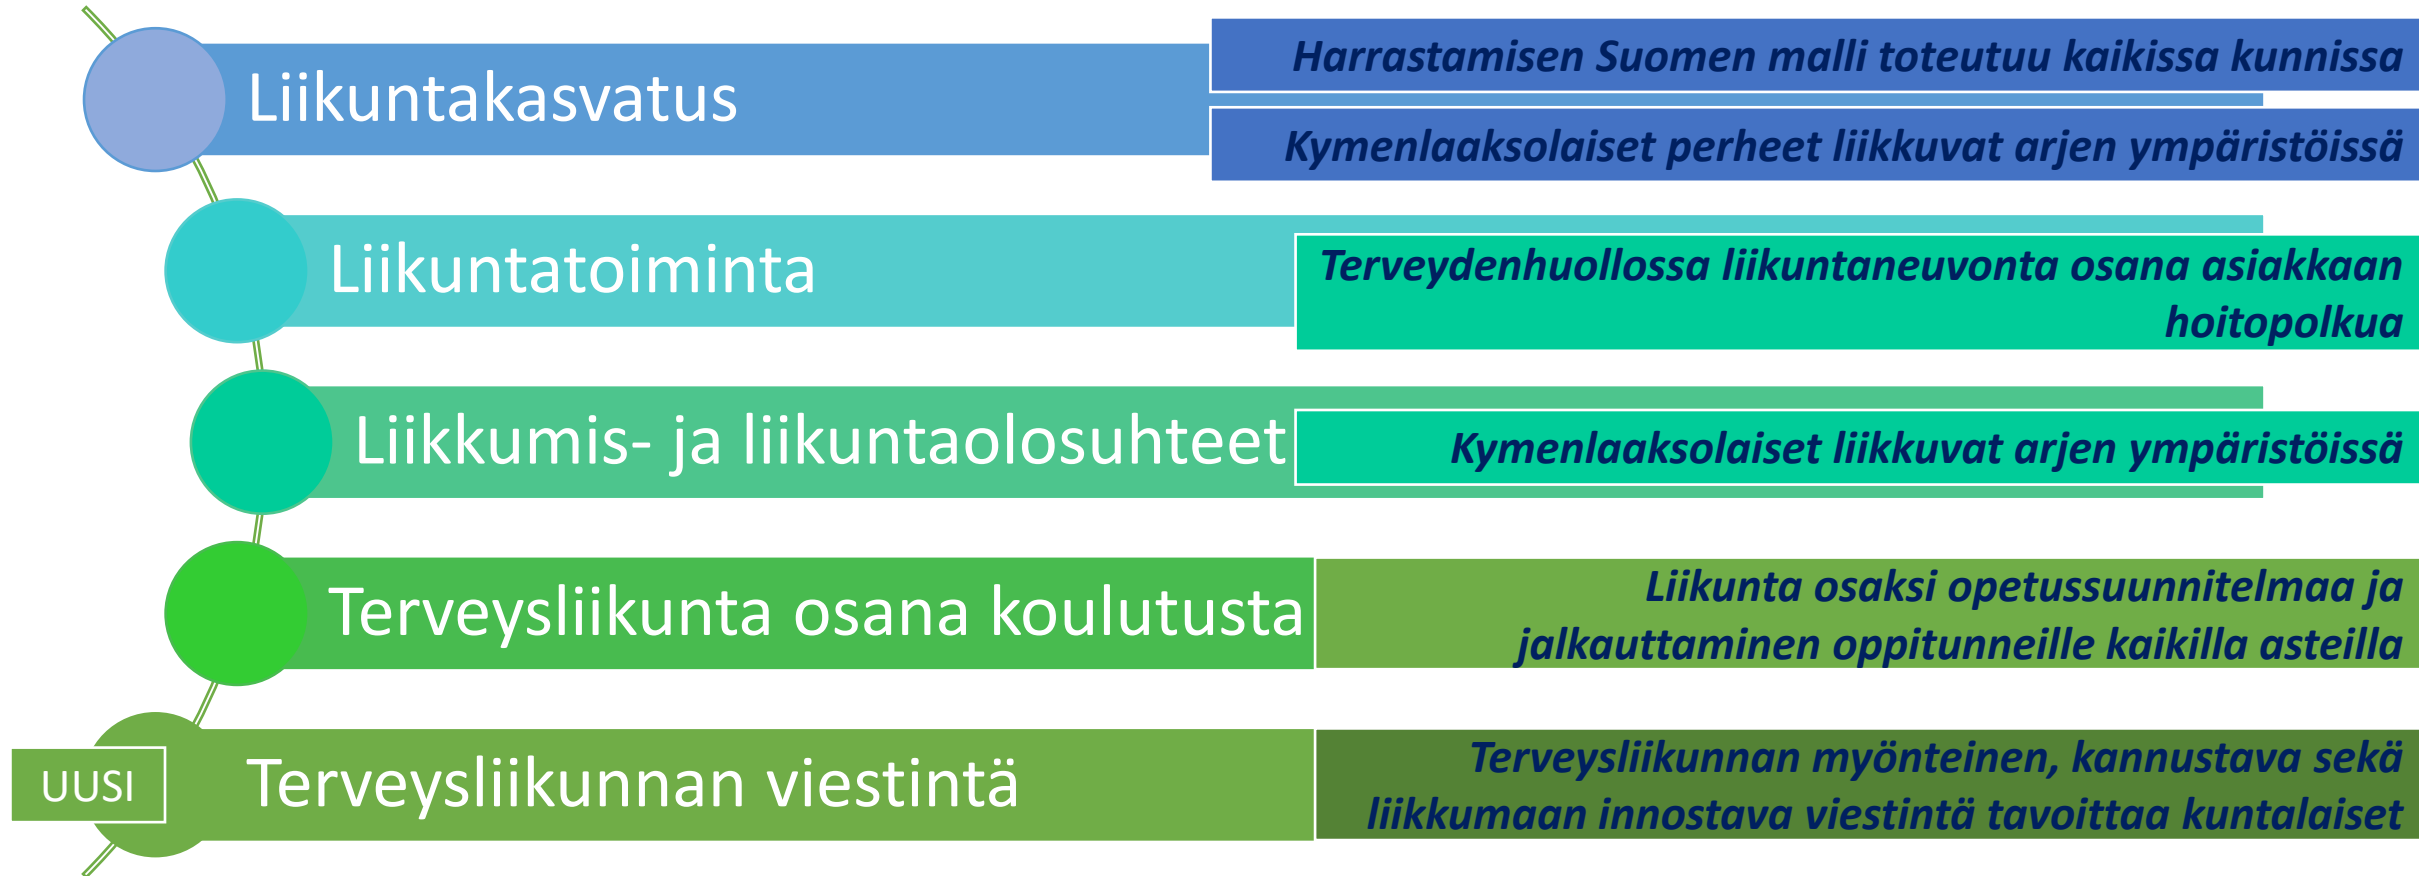 Liikuntakasvatus
Harrastamisen Suomen malli toteutuu kaikissa kunnissa
Kymenlaaksolaiset perheet liikkuvat arjen ympäristöissä
Liikuntatoiminta
Terveydenhuollossa liikuntaneuvonta osana asiakkaan
hoitopolkua
Liikkumis- ja liikuntaolosuhteet
Kymenlaaksolaiset liikkuvat arjen ympäristöissä
Terveysliikunta osana koulutusta
Liikunta osaksi opetussuunnitelmaa ja
jalkauttaminen oppitunneille kaikilla asteilla
UUSI
Terveysliikunnan viestintä
Terveysliikunnan myönteinen, kannustava sekä
liikkumaan innostava viestintä tavoittaa kuntalaiset